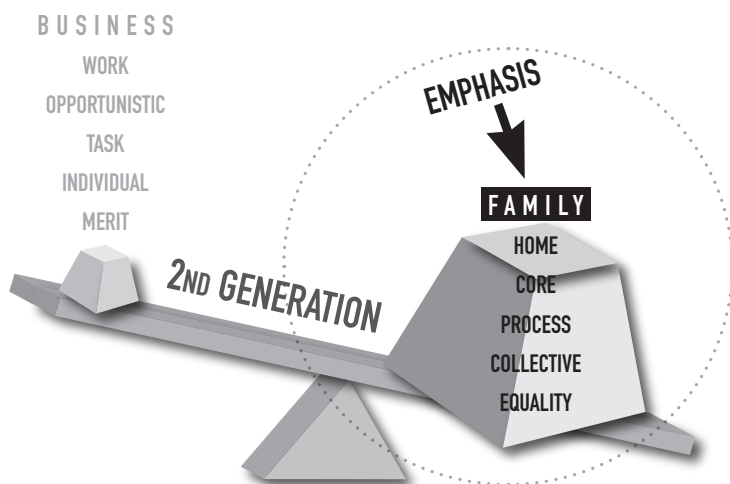 BUSINESS
WORK
OPPORTUNISTIC
TASK
INDIVIDUAL
MERIT
2ND GENERATION
EMPHASIS
FAMILY
HOME
CORE
PROCESS
COLLECTIVE
EQUALITY